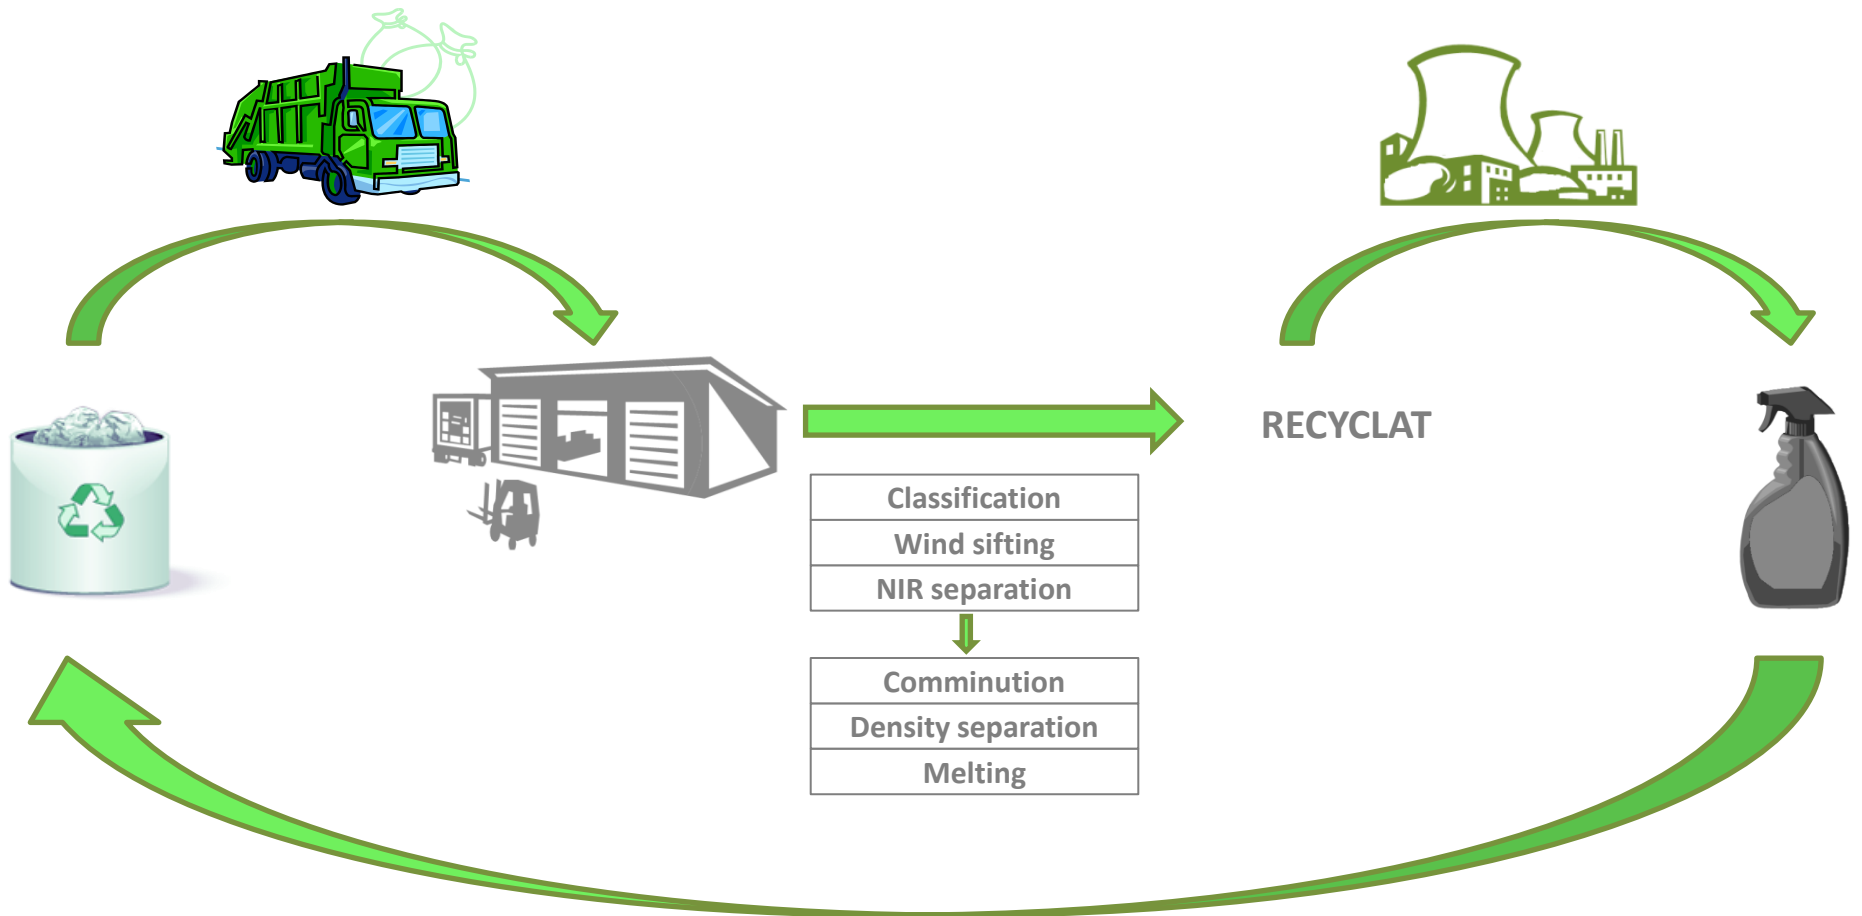 RECYCLAT
Classification
Wind sifting
NIR separation
Comminution
Density separation
Melting